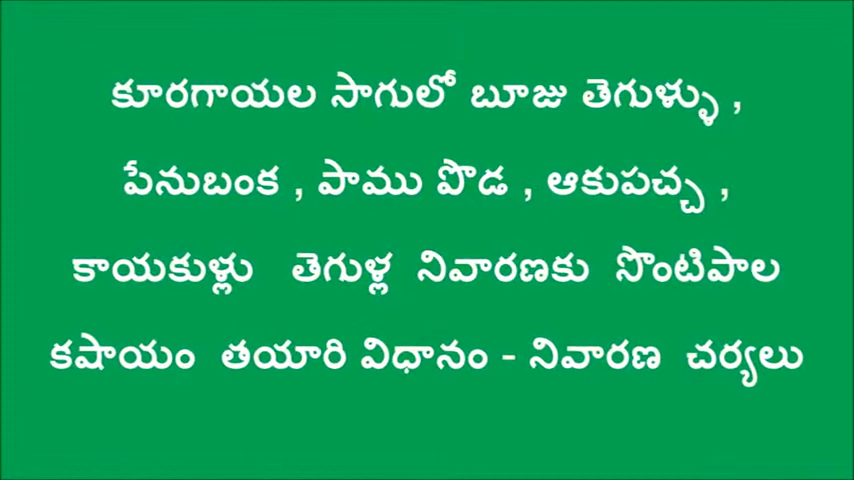 కూరగాయల సాగులో బూజు తెగుళ్ళు ,
పేనుబంక , పాము పొడ , ఆకుపచ్చ ,
కాయకుళ్లు తెగుళ్ల నివారణకు సొంటిపాల
కషాయం తయారి విధానం - నివారణ చర్యలు